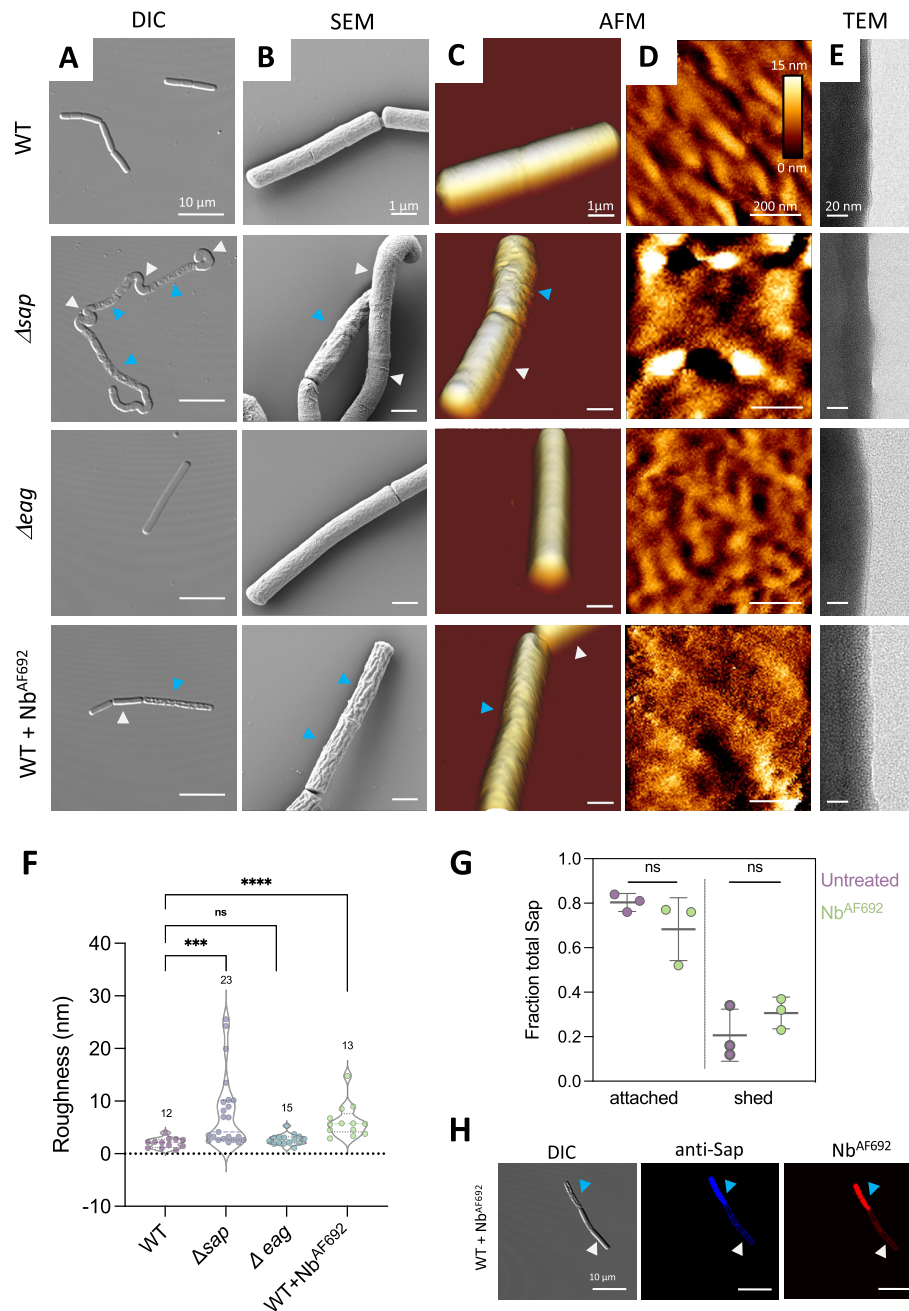 DIC
SEM
AFM
TEM
A
B
C
D
E
WT
10 µm
1 µm
1µm
15 nm
0 nm
200 nm
20 nm
Δsap
Δeag
WT + Nb^AF692
F
****
ns
***
40
30
20
10
0
-10
Roughness (nm)
12
23
15
13
WT
Δsap
Δ eag
WT+Nb^AF692
G
ns
ns
1.0
0.8
0.6
0.4
0.2
0.0
Fraction total Sap
attached
shed
Untreated
Nb^AF692
H
DIC
anti-Sap
Nb^AF692
WT + Nb^AF692
10 µm